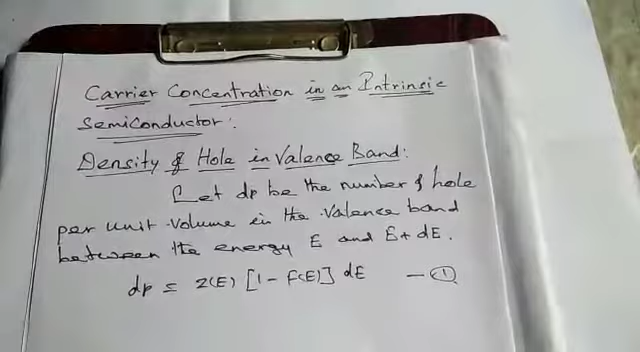 Carrier Concentration in an Intrinsic
Semiconductor:
Density of Hole in Valence Band:
Let dp be the number of hole
per unit volume in the valence band
between the energy E and E+dE.
dp = Z(E) [1 - F(E)] dE — ①